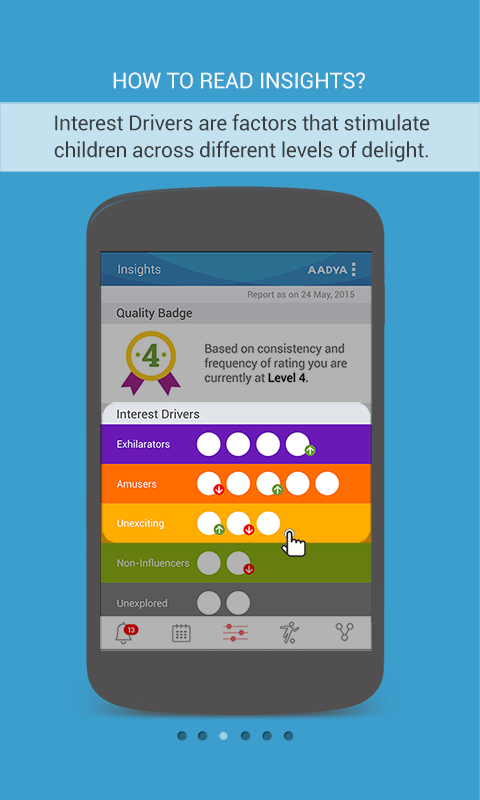 HOW TO READ INSIGHTS?
Interest Drivers are factors that stimulate
children across different levels of delight.
Insights
AADYA
Report as on 24 May, 2015
Quality Badge
4
Based on consistency and
frequency of rating you are
currently at Level 4.
Interest Drivers
Exhilarators
Amusers
Unexciting
Non-Influencers
Unexplored
13